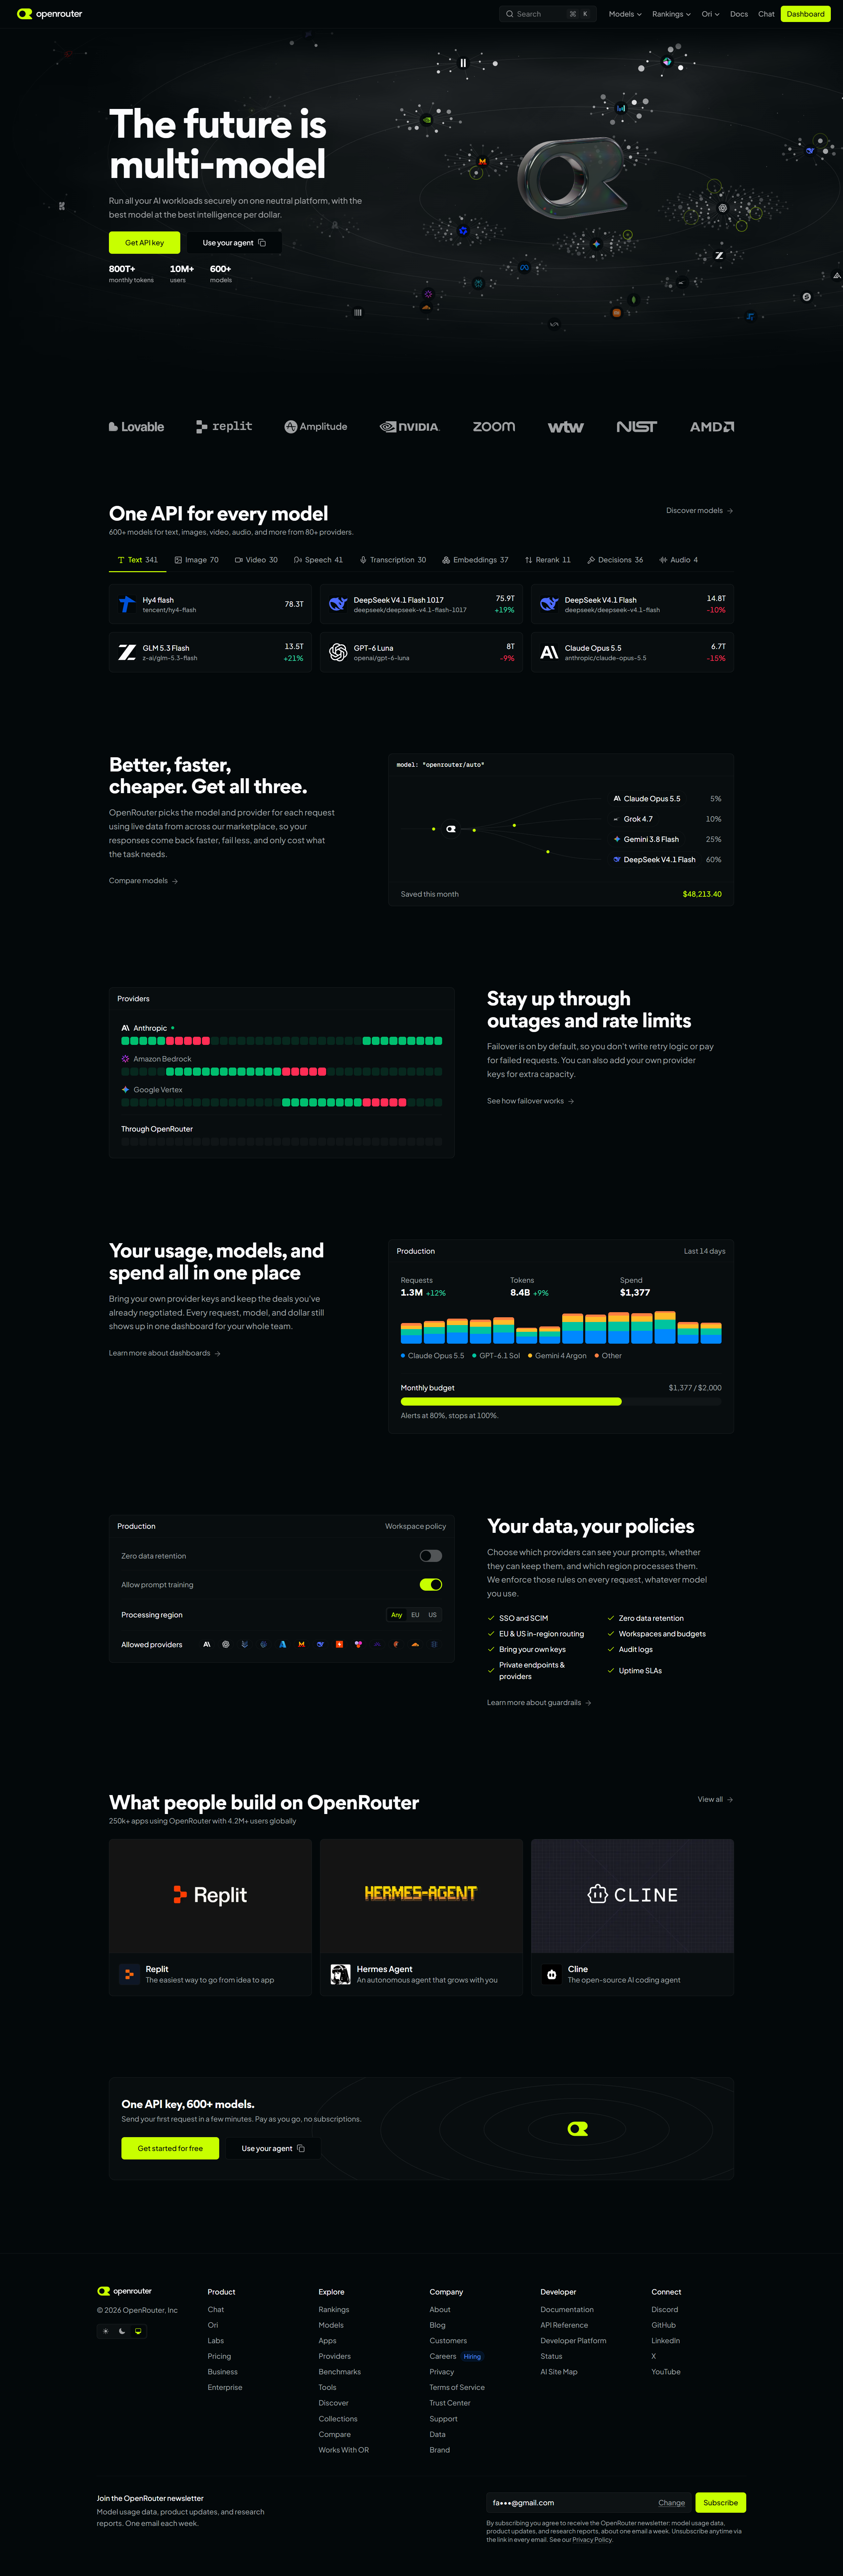 openrouter
Search ⌘ K
Models
Rankings
Ori
Docs
Chat
Dashboard
The future is
multi-model
Run all your AI workloads securely on one neutral platform, with the
best model at the best intelligence per dollar.
Get API key
Use your agent
800T+
monthly tokens
10M+
users
600+
models
Lovable
replit
Amplitude
NVIDIA.
zoom
wtw
NIST
AMD
One API for every model
Discover models →
600+ models for text, images, video, audio, and more from 80+ providers.
Text 341
Image 70
Video 30
Speech 41
Transcription 30
Embeddings 37
Rerank 11
Decisions 36
Audio 4
Hy4 flash
tencent/hy4-flash
78.3T
DeepSeek V4.1 Flash 1017
deepseek/deepseek-v4.1-flash-1017
75.9T
+19%
DeepSeek V4.1 Flash
deepseek/deepseek-v4.1-flash
14.8T
-10%
GLM 5.3 Flash
z-ai/glm-5.3-flash
13.5T
+21%
GPT-6 Luna
openai/gpt-6-luna
8T
-9%
Claude Opus 5.5
anthropic/claude-opus-5.5
6.7T
-15%
Better, faster,
cheaper. Get all three.
OpenRouter picks the model and provider for each request
using live data from across our marketplace, so your
responses come back faster, fail less, and only cost what
the task needs.
Compare models →
model: "openrouter/auto"
Claude Opus 5.5 5%
Grok 4.7 10%
Gemini 3.8 Flash 25%
DeepSeek V4.1 Flash 60%
Saved this month $48,213.40
Providers
Anthropic
Amazon Bedrock
Google Vertex
Through OpenRouter
Stay up through
outages and rate limits
Failover is on by default, so you don't write retry logic or pay
for failed requests. You can also add your own provider
keys for extra capacity.
See how failover works →
Your usage, models, and
spend all in one place
Bring your own provider keys and keep the deals you've
already negotiated. Every request, model, and dollar still
shows up in one dashboard for your whole team.
Learn more about dashboards →
Production
Last 14 days
Requests
1.3M +12%
Tokens
8.4B +9%
Spend
$1,377
Claude Opus 5.5
GPT-6.1 Sol
Gemini 4 Argon
Other
Monthly budget
$1,377 / $2,000
Alerts at 80%, stops at 100%.
Production
Workspace policy
Zero data retention
Allow prompt training
Processing region
Any EU US
Allowed providers
Your data, your policies
Choose which providers can see your prompts, whether
they can keep them, and which region processes them.
We enforce those rules on every request, whatever model
you use.
SSO and SCIM
Zero data retention
EU & US in-region routing
Workspaces and budgets
Bring your own keys
Audit logs
Private endpoints &
providers
Uptime SLAs
Learn more about guardrails →
What people build on OpenRouter
View all →
250k+ apps using OpenRouter with 4.2M+ users globally
Replit
HERMES-AGENT
CLINE
Replit
The easiest way to go from idea to app
Hermes Agent
An autonomous agent that grows with you
Cline
The open-source AI coding agent
One API key, 600+ models.
Send your first request in a few minutes. Pay as you go, no subscriptions.
Get started for free
Use your agent
openrouter
© 2026 OpenRouter, Inc
Product
Chat
Ori
Labs
Pricing
Business
Enterprise
Explore
Rankings
Models
Apps
Providers
Benchmarks
Tools
Discover
Collections
Compare
Works With OR
Company
About
Blog
Customers
Careers Hiring
Privacy
Terms of Service
Trust Center
Support
Data
Brand
Developer
Documentation
API Reference
Developer Platform
Status
AI Site Map
Connect
Discord
GitHub
LinkedIn
X
YouTube
Join the OpenRouter newsletter
Model usage data, product updates, and research
reports. One email each week.
fa•••@gmail.com
Change
Subscribe
By subscribing you agree to receive the OpenRouter newsletter: model usage data,
product updates, and research reports, about one email a week. Unsubscribe anytime via
the link in every email. See our Privacy Policy.